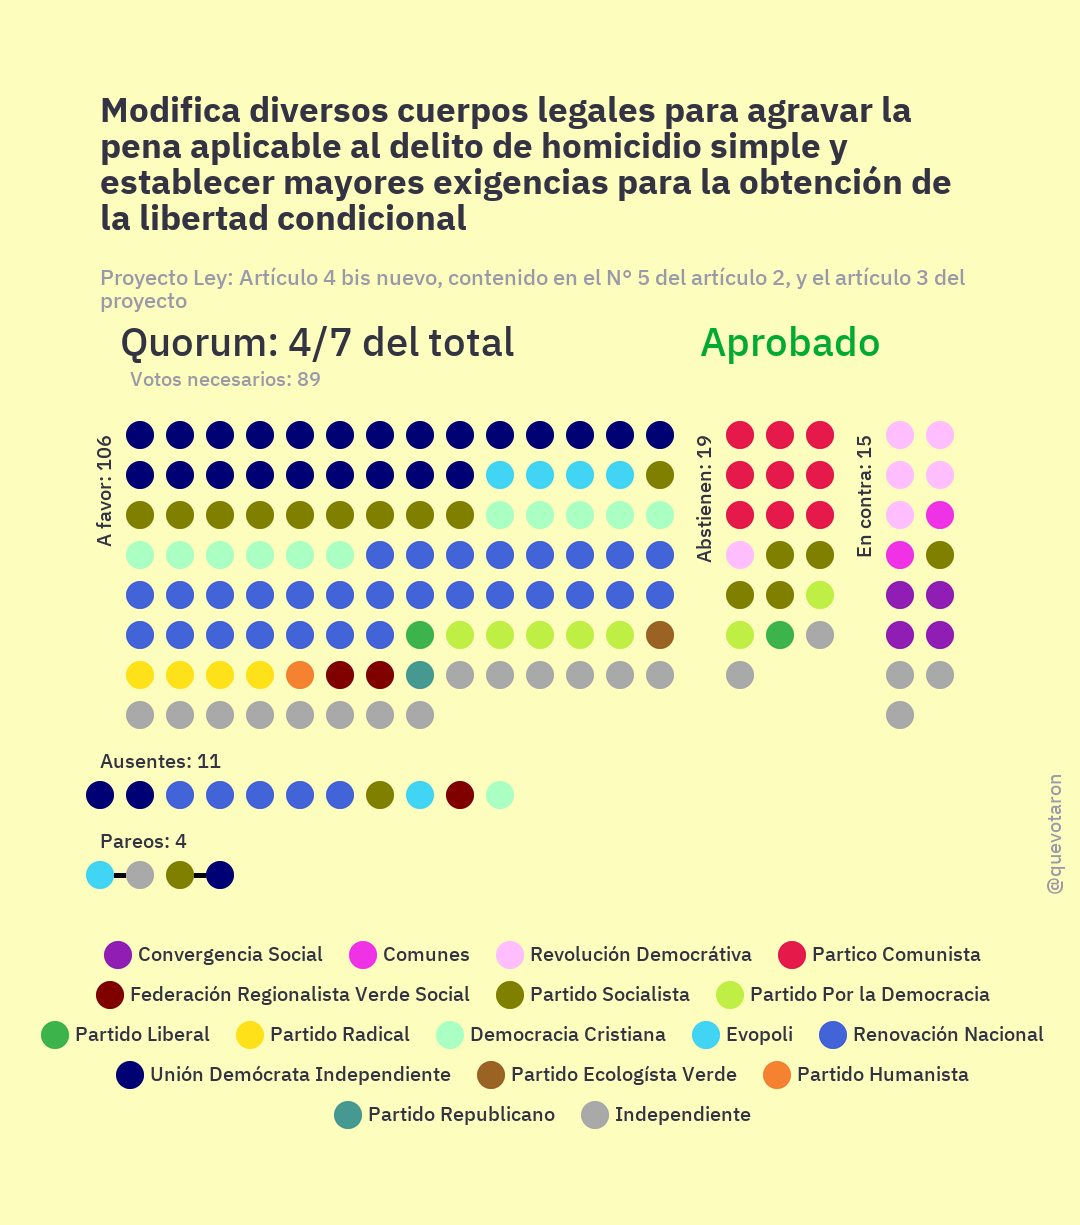 Modifica diversos cuerpos legales para agravar la
pena aplicable al delito de homicidio simple y
establecer mayores exigencias para la obtención de
la libertad condicional
Proyecto Ley: Artículo 4 bis nuevo, contenido en el N° 5 del artículo 2, y el artículo 3 del
proyecto
Quorum: 4/7 del total
Aprobado
Votos necesarios: 89
A favor: 106
Abstienen: 19
En contra: 15
Ausentes: 11
Pareos: 4
@quevotaron
Convergencia Social
Comunes
Revolución Democrátiva
Partico Comunista
Federación Regionalista Verde Social
Partido Socialista
Partido Por la Democracia
Partido Liberal
Partido Radical
Democracia Cristiana
Evopoli
Renovación Nacional
Unión Demócrata Independiente
Partido Ecologísta Verde
Partido Humanista
Partido Republicano
Independiente